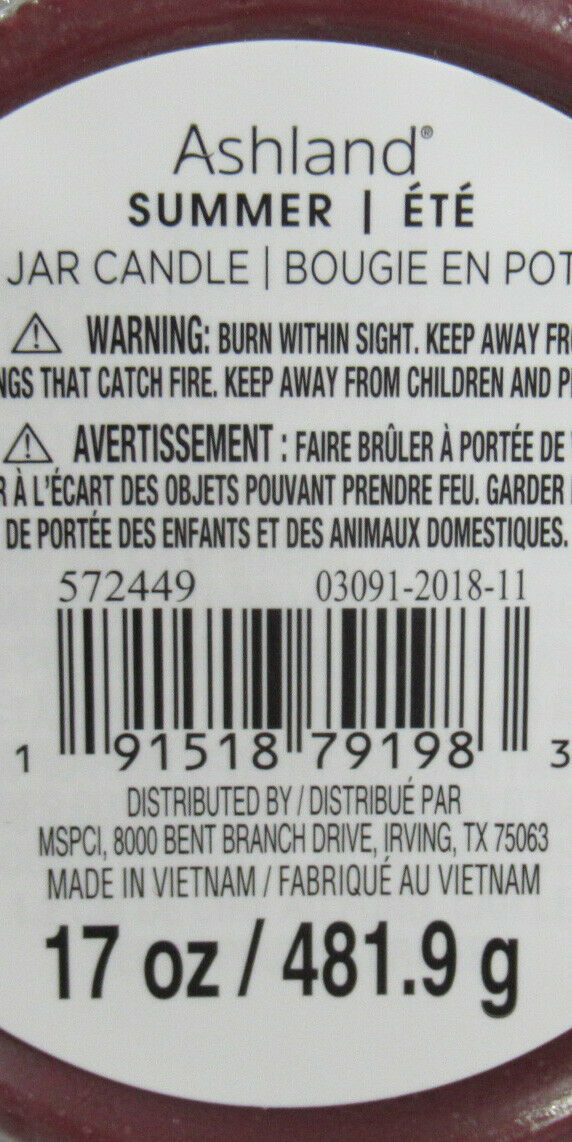 Ashland®
SUMMER | ÉTÉ
JAR CANDLE | BOUGIE EN POT
⚠ WARNING: BURN WITHIN SIGHT. KEEP AWAY
THAT CATCH FIRE. KEEP AWAY FROM CHILDREN AND
⚠ AVERTISSEMENT : FAIRE BRÛLER À PORTÉE DE
À L'ÉCART DES OBJETS POUVANT PRENDRE FEU. GARDER
DE PORTÉE DES ENFANTS ET DES ANIMAUX DOMESTIQUES.
572449 03091-2018-11
1 91518 79198 3
DISTRIBUTED BY / DISTRIBUÉ PAR
MSPCI, 8000 BENT BRANCH DRIVE, IRVING, TX 75063
MADE IN VIETNAM / FABRIQUÉ AU VIETNAM
17 oz / 481.9 g